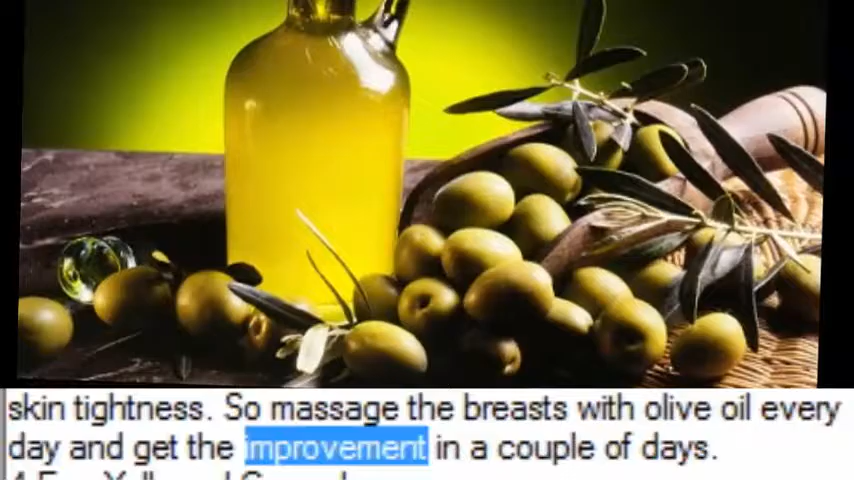 skin tightness. So massage the breasts with olive oil every
day and get the improvement in a couple of days.